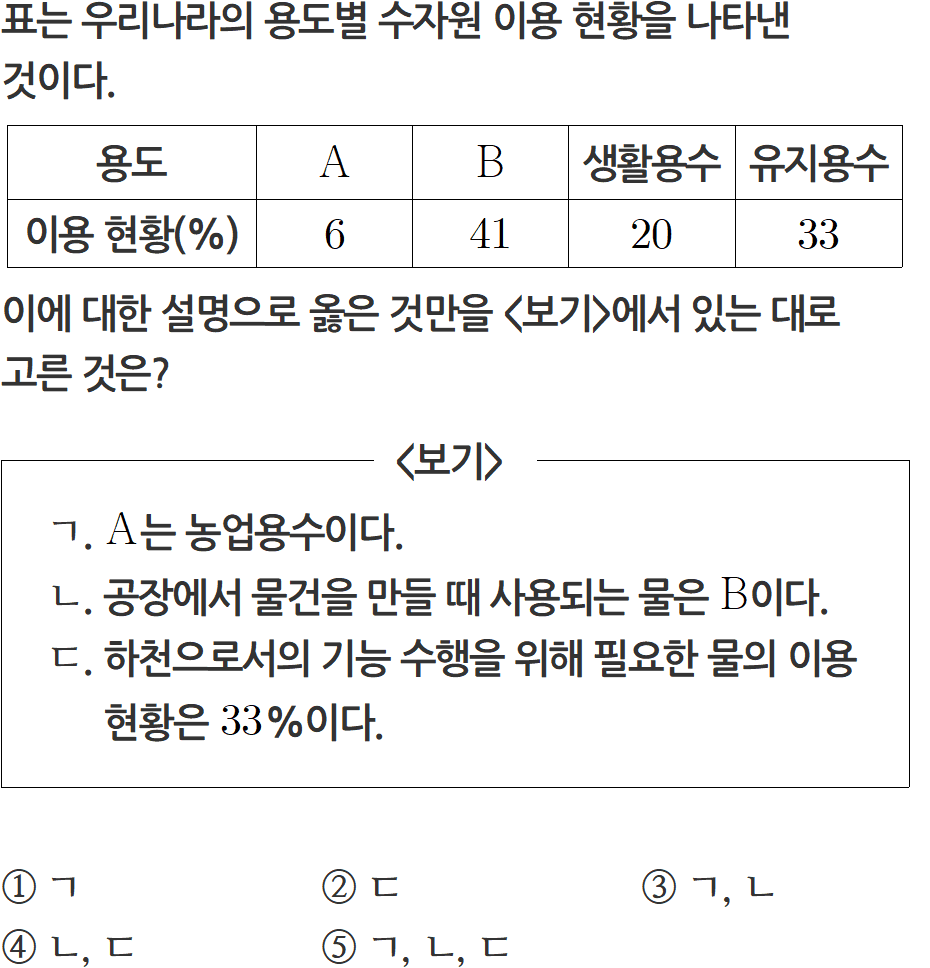 표는 우리나라의 용도별 수자원 이용 현황을 나타낸
것이다.
용도 A B 생활용수 유지용수
이용 현황(%) 6 41 20 33
이에 대한 설명으로 옳은 것만을 <보기>에서 있는 대로
고른 것은?
<보기>
ㄱ. A는 농업용수이다.
ㄴ. 공장에서 물건을 만들 때 사용되는 물은 B이다.
ㄷ. 하천으로서의 기능 수행을 위해 필요한 물의 이용
현황은 33%이다.
① ㄱ ② ㄷ ③ ㄱ, ㄴ
④ ㄴ, ㄷ ⑤ ㄱ, ㄴ, ㄷ